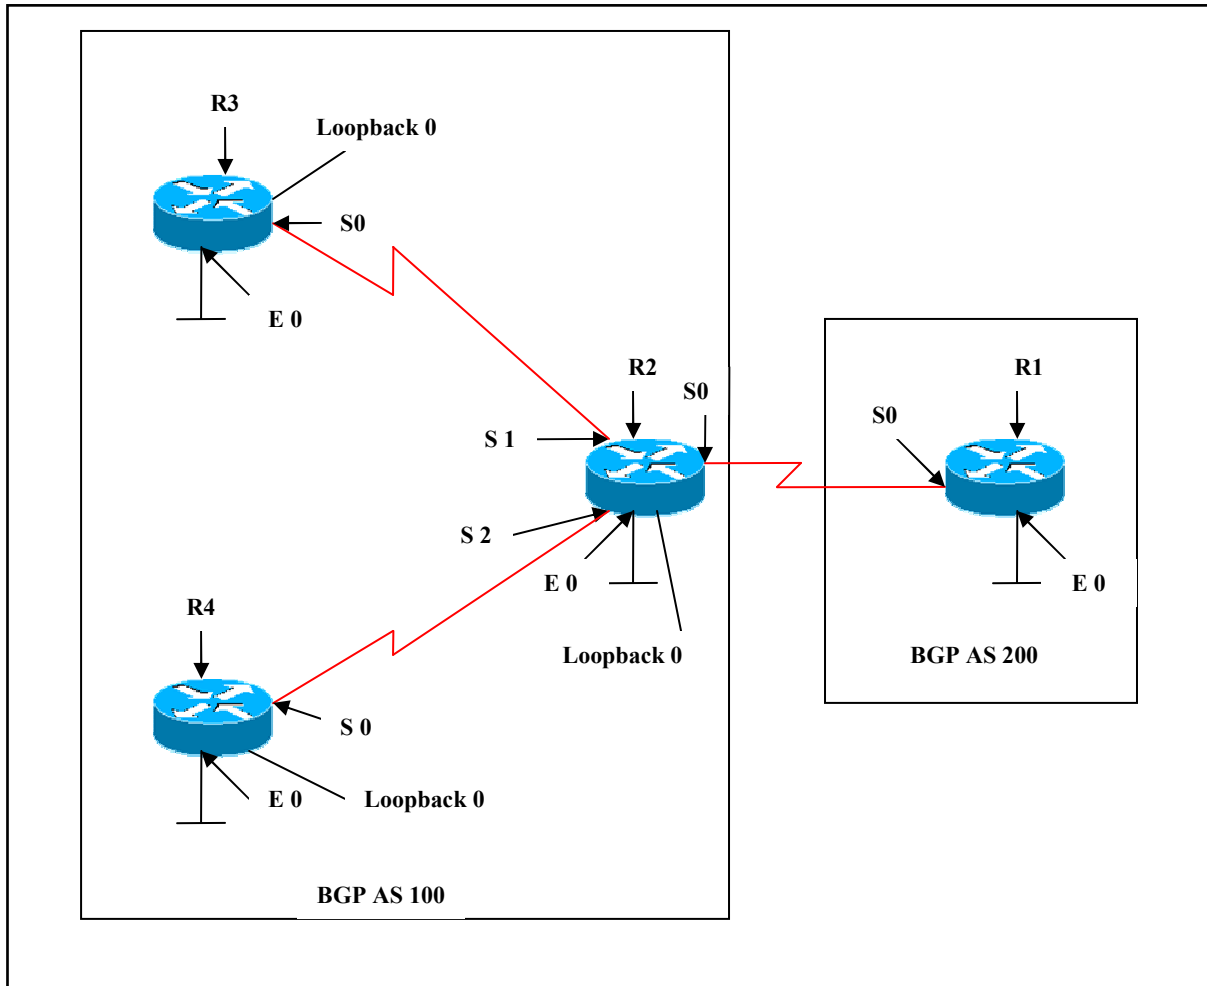 R3
Loopback 0
S0
E 0
R2
S0
R1
S0
S 1
S 2
E 0
E 0
R4
Loopback 0
BGP AS 200
S 0
E 0
Loopback 0
BGP AS 100